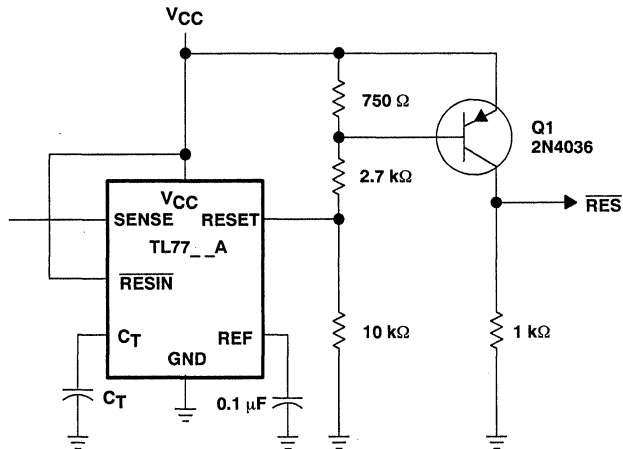 VCC
750 Ω
Q1
2N4036
2.7 kΩ
VCC
SENSE
RESET
RES
TL77_ _A
RESIN
CT
REF
10 kΩ
1 kΩ
GND
CT
0.1 µF